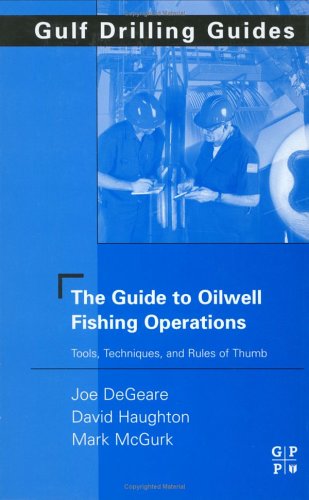 Gulf Drilling Guides
The Guide to Oilwell
Fishing Operations
Tools, Techniques, and Rules of Thumb
Joe DeGeare
David Haughton
Mark McGurk
G P
P